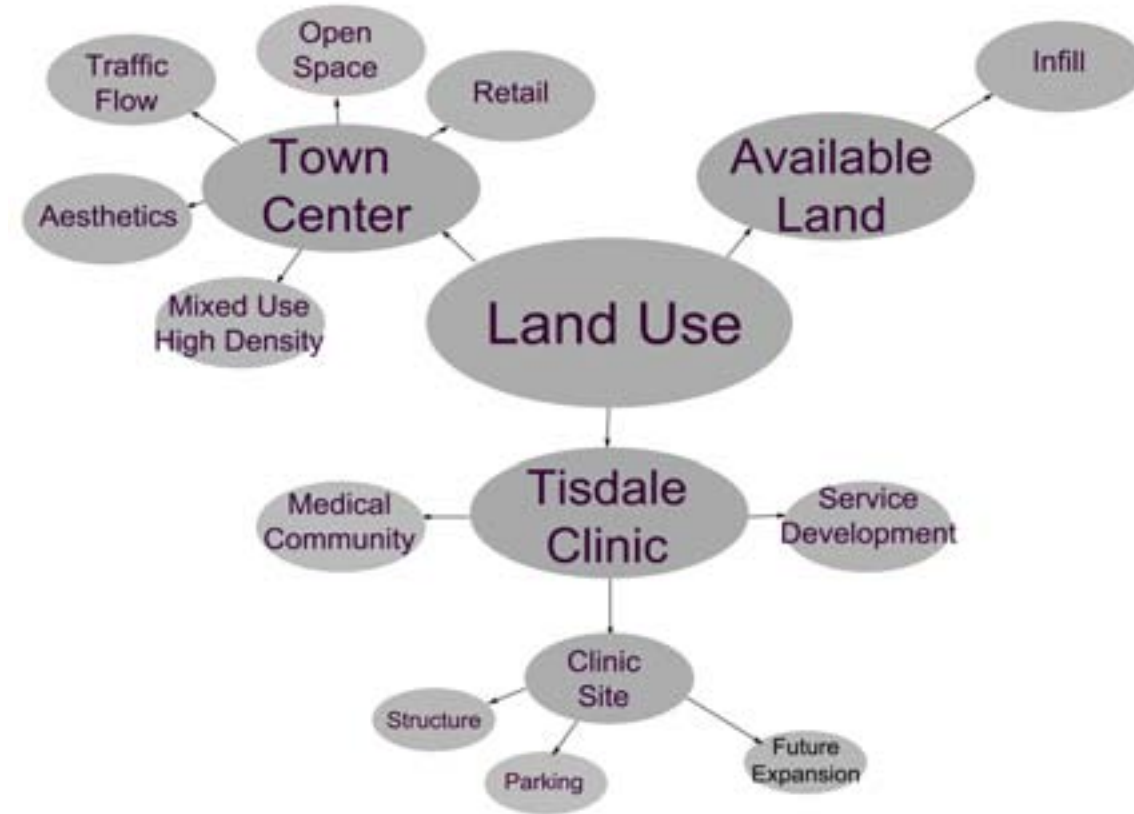 Open
Space
Traffic
Flow
Retail
Infill
Town
Center
Available
Land
Aesthetics
Mixed Use
High Density
Land Use
Tisdale
Clinic
Medical
Community
Service
Development
Clinic
Site
Structure
Parking
Future
Expansion